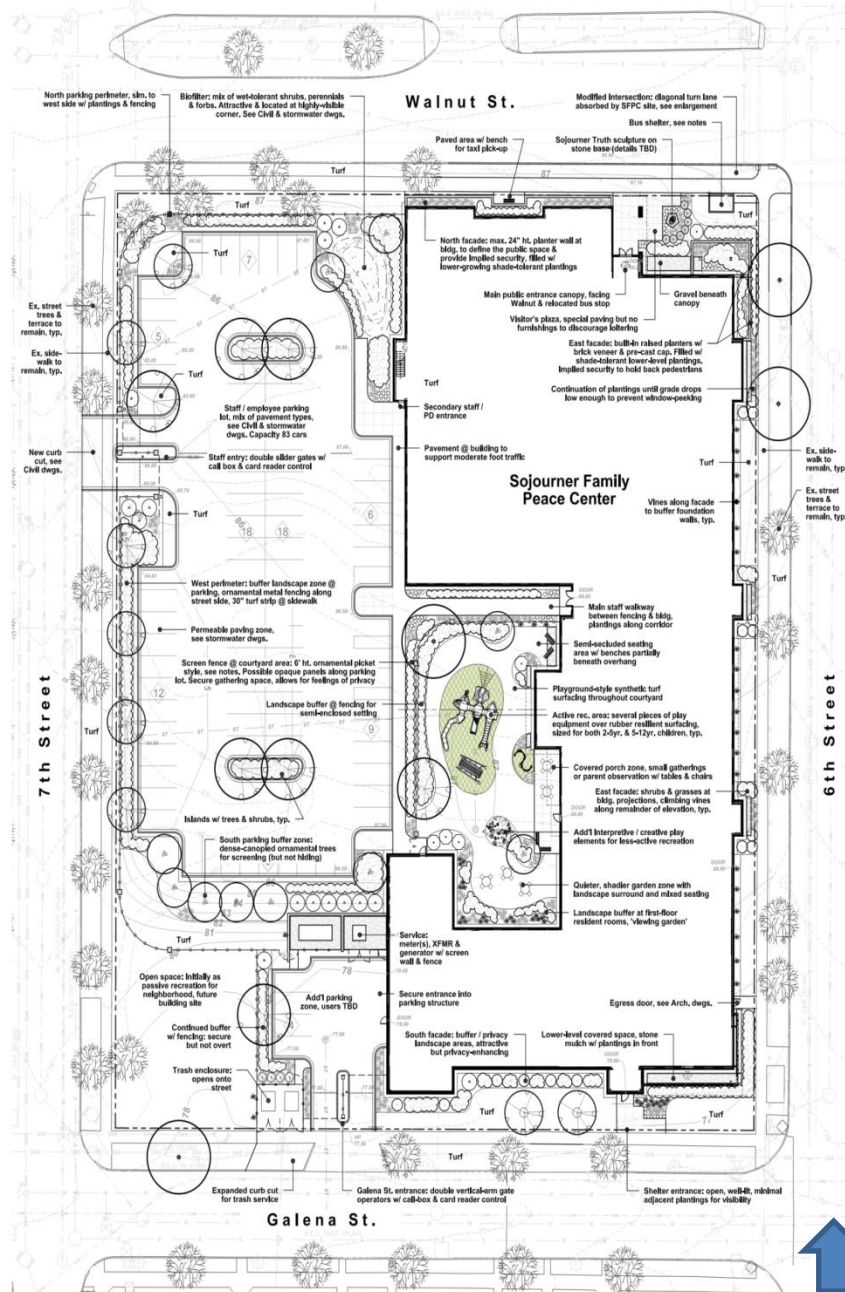 North parking perimeter, sim. to
west side w/ plantings & fencing
Biofilter: mix of wet-tolerant shrubs, perennials
& forbs. Attractive & located at highly-visible
corner. See Civil & stormwater dwgs.
Walnut St.
Modified Intersection: diagonal turn lane
absorbed by SFPC site, see enlargement
Bus shelter, see notes
Paved area w/ bench
for taxi pick-up
Sojourner Truth sculpture on
stone base (details TBD)
Turf
87
Turf
Turf
87
Turf
7
North facade: max. 24" ht. planter wall at
bldg. to define the public space &
provide implied security, filled w/
lower-growing shade-tolerant plantings
Main public entrance canopy, facing
Walnut & relocated bus stop
Gravel beneath
canopy
Visitor's plaza, special paving but no
furnishings to discourage loitering
86
5
Ex. street
trees &
terrace to
remain, typ.
Ex. side-
walk to
remain, typ.
East facade: built-in raised planters w/
brick veneer & pre-cast cap. Filled w/
shade-tolerant lower-level plantings,
implied security to hold back pedestrians
Continuation of plantings until grade drops
low enough to prevent window-peeking
Turf
Turf
Staff / employee parking
lot, mix of pavement types,
see Civil & stormwater
dwgs. Capacity 83 cars
Secondary staff /
PD entrance
New curb
cut, see
Civil dwgs.
Staff entry: double slider gates w/
call box & card reader control
Pavement @ building to
support moderate foot traffic
Turf
Ex. side-
walk to
remain, typ.
Sojourner Family
Peace Center
Vines along facade
to buffer foundation
walls, typ.
Ex. street
trees &
terrace to
remain, typ.
Turf
86
18
18
6
West perimeter: buffer landscape zone @
parking, ornamental metal fencing along
street side, 30" turf strip @ sidewalk
Permeable paving zone,
see stormwater dwgs.
DOOR
Main staff walkway
between fencing & bldg,
plantings along corridor
Semi-secluded seating
area w/ benches partially
beneath overhang
Screen fence @ courtyard area: 6' ht. ornamental picket
style, see notes. Possible opaque panels along parking
lot. Secure gathering space, allows for feelings of privacy
Playground-style synthetic turf
surfacing throughout courtyard
12
Landscape buffer @ fencing for
semi-enclosed setting
9
Active rec. area: several pieces of play
equipment over rubber resilient surfacing,
sized for both 2-5yr. & 5-12yr. children, typ.
Turf
Turf
7th Street
6th Street
Covered porch zone, small gatherings
or parent observation w/ tables & chairs
East facade: shrubs & grasses at
bldg. projections, climbing vines
along remainder of elevation, typ.
Islands w/ trees & shrubs, typ.
South parking buffer zone:
dense-canopied ornamental trees
for screening (but not hiding)
Add'l interpretive / creative play
elements for less-active recreation
Quieter, shadier garden zone with
landscape surround and mixed seating
Landscape buffer at first-floor
resident rooms, 'viewing garden'
84
83
82
81
Turf
Service:
meter(s), XFMR &
generator w/ screen
wall & fence
78
Open space: initially as
passive recreation for
neighborhood, future
building site
Add'l parking
zone, users TBD
Secure entrance into
parking structure
DOOR
Egress door, see Arch. dwgs.
Continued buffer
w/ fencing: secure
but not overt
South facade: buffer / privacy
landscape areas, attractive
but privacy-enhancing
Lower-level covered space, stone
mulch w/ plantings in front
DOOR
Trash enclosure:
opens onto
street
Turf
Turf
78
Turf
Expanded curb cut
for trash service
Galena St. entrance: double vertical-arm gate
operators w/ call-box & card reader control
Shelter entrance: open, well-lit, minimal
adjacent plantings for visibility
Galena St.